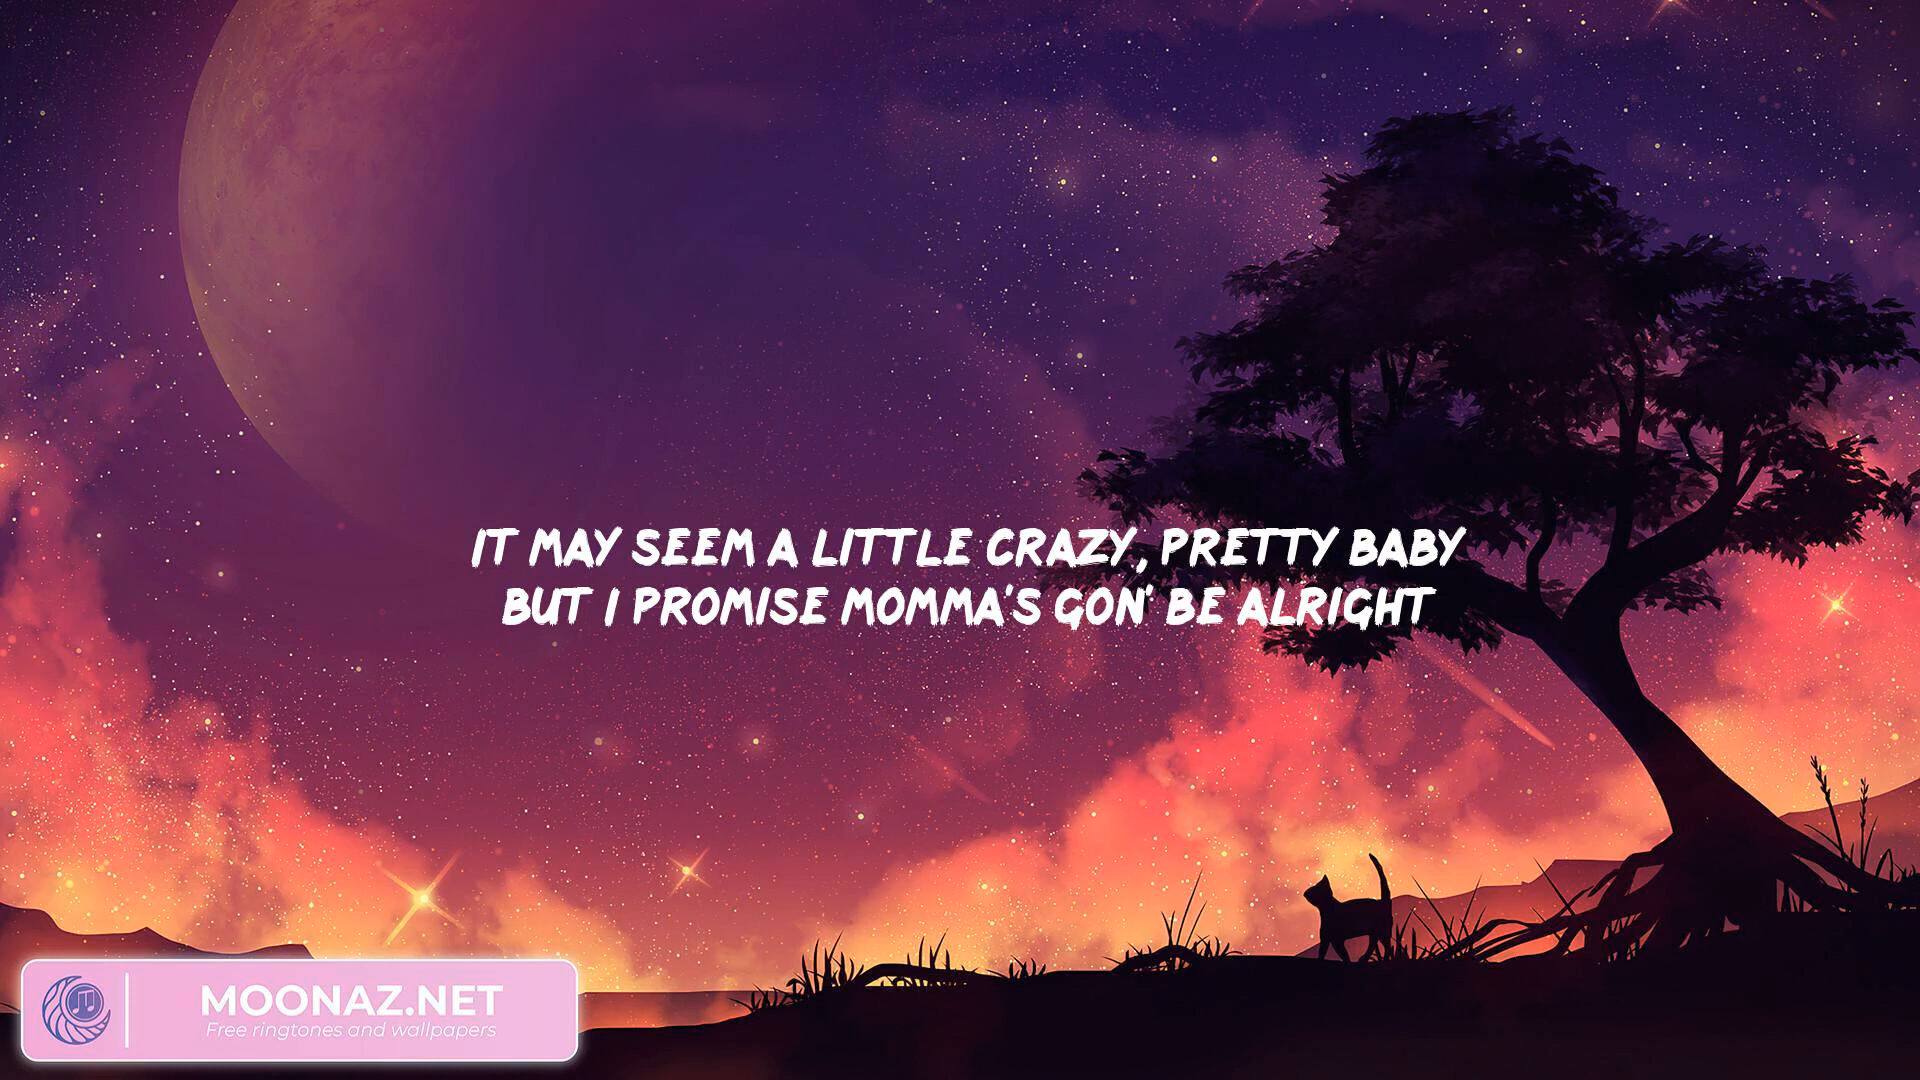 IT MAY SEEM A LITTLE CRAZY, PRETTY BABY
BUT I PROMISE MOMMA'S GON' BE ALRIGHT
MOONAZ.NET
Free ringtones and wallpapers